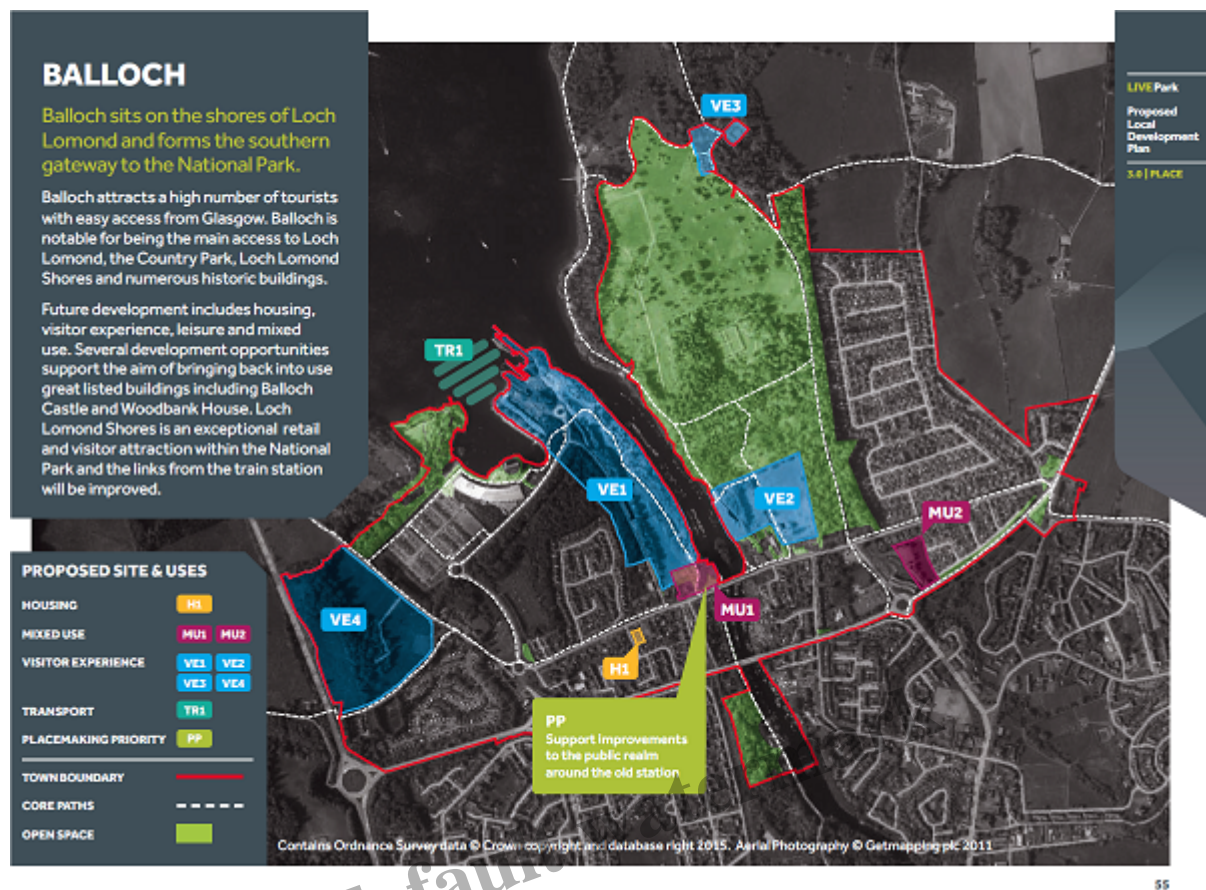 BALLOCH
Balloch sits on the shores of Loch
Lomond and forms the southern
gateway to the National Park.
Balloch attracts a high number of tourists
with easy access from Glasgow. Balloch is
notable for being the main access to Loch
Lomond, the Country Park, Loch Lomond
Shores and numerous historic buildings.
Future development includes housing,
visitor experience, leisure and mixed
use. Several development opportunities
support the aim of bringing back into use
great listed buildings including Balloch
Castle and Woodbank House. Loch
Lomond Shores is an exceptional retail
and visitor attraction within the National
Park and the links from the train station
will be improved.
PROPOSED SITE & USES
HOUSING H1
MIXED USE MU1 MU2
VISITOR EXPERIENCE VE1 VE2
VE3 VE4
TRANSPORT TR1
PLACEMAKING PRIORITY PP
TOWN BOUNDARY
CORE PATHS
OPEN SPACE
VE3
TR1
VE1
VE2
MU2
VE4
MU1
H1
PP
Support improvements
to the public realm
around the old station
Contains Ordnance Survey data © Crown copyright and database right 2015. Aerial Photography © Getmapping plc 2011
LIVE Park
Proposed
Local
Development
Plan
3.0 | PLACE
55